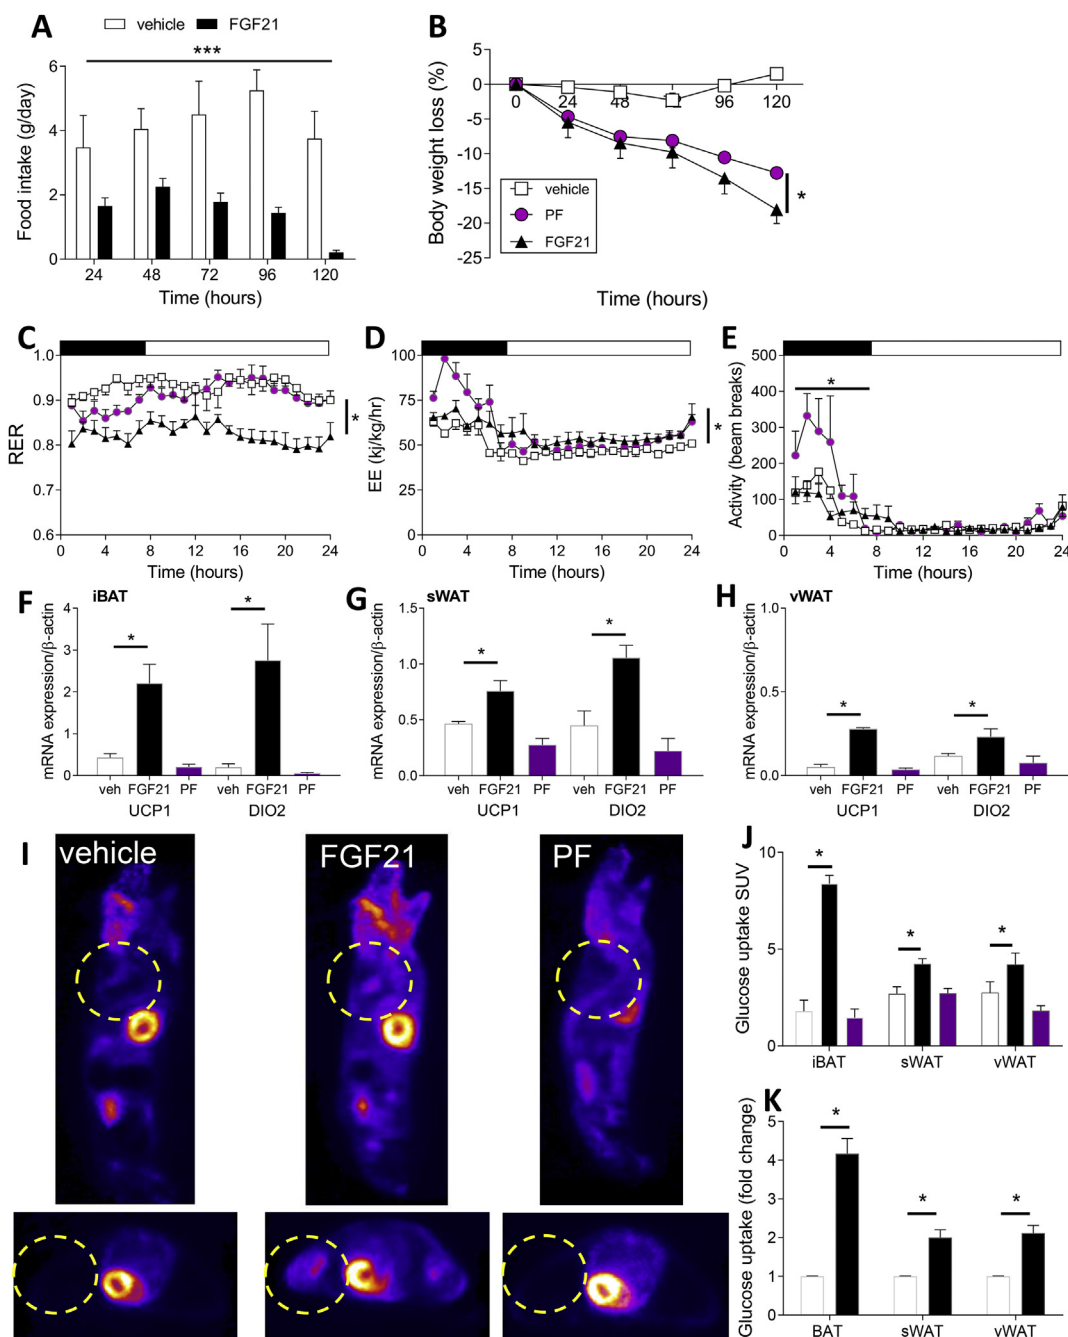 A
vehicle FGF21
***
Food intake (g/day)
6
4
2
0
24 48 72 96 120
Time (hours)
B
Body weight loss (%)
5
0
-5
-10
-15
-20
-25
0 24 48 96 120
vehicle
PF
FGF21
*
Time (hours)
C
RER
1.0
0.9
0.8
0.7
0.6
*
0 4 8 12 16 20 24
Time (hours)
D
EE (kj/kg/hr)
100
75
50
25
0
*
0 4 8 12 16 20 24
Time (hours)
E
Activity (beam breaks)
500
400
300
200
100
0
*
0 4 8 12 16 20 24
Time (hours)
F
iBAT
mRNA expression/β-actin
4
3
2
1
0
* *
veh FGF21 PF veh FGF21 PF
UCP1 DIO2
G
sWAT
mRNA expression/β-actin
1.5
1.0
0.5
0.0
* *
veh FGF21 PF veh FGF21 PF
UCP1 DIO2
H
vWAT
mRNA expression/β-actin
1.0
0.5
0.0
* *
veh FGF21 PF veh FGF21 PF
UCP1 DIO2
I
vehicle FGF21 PF
J
Glucose uptake SUV
10
5
0
* * *
iBAT sWAT vWAT
K
Glucose uptake (fold change)
5
4
3
2
1
0
* * *
BAT sWAT vWAT